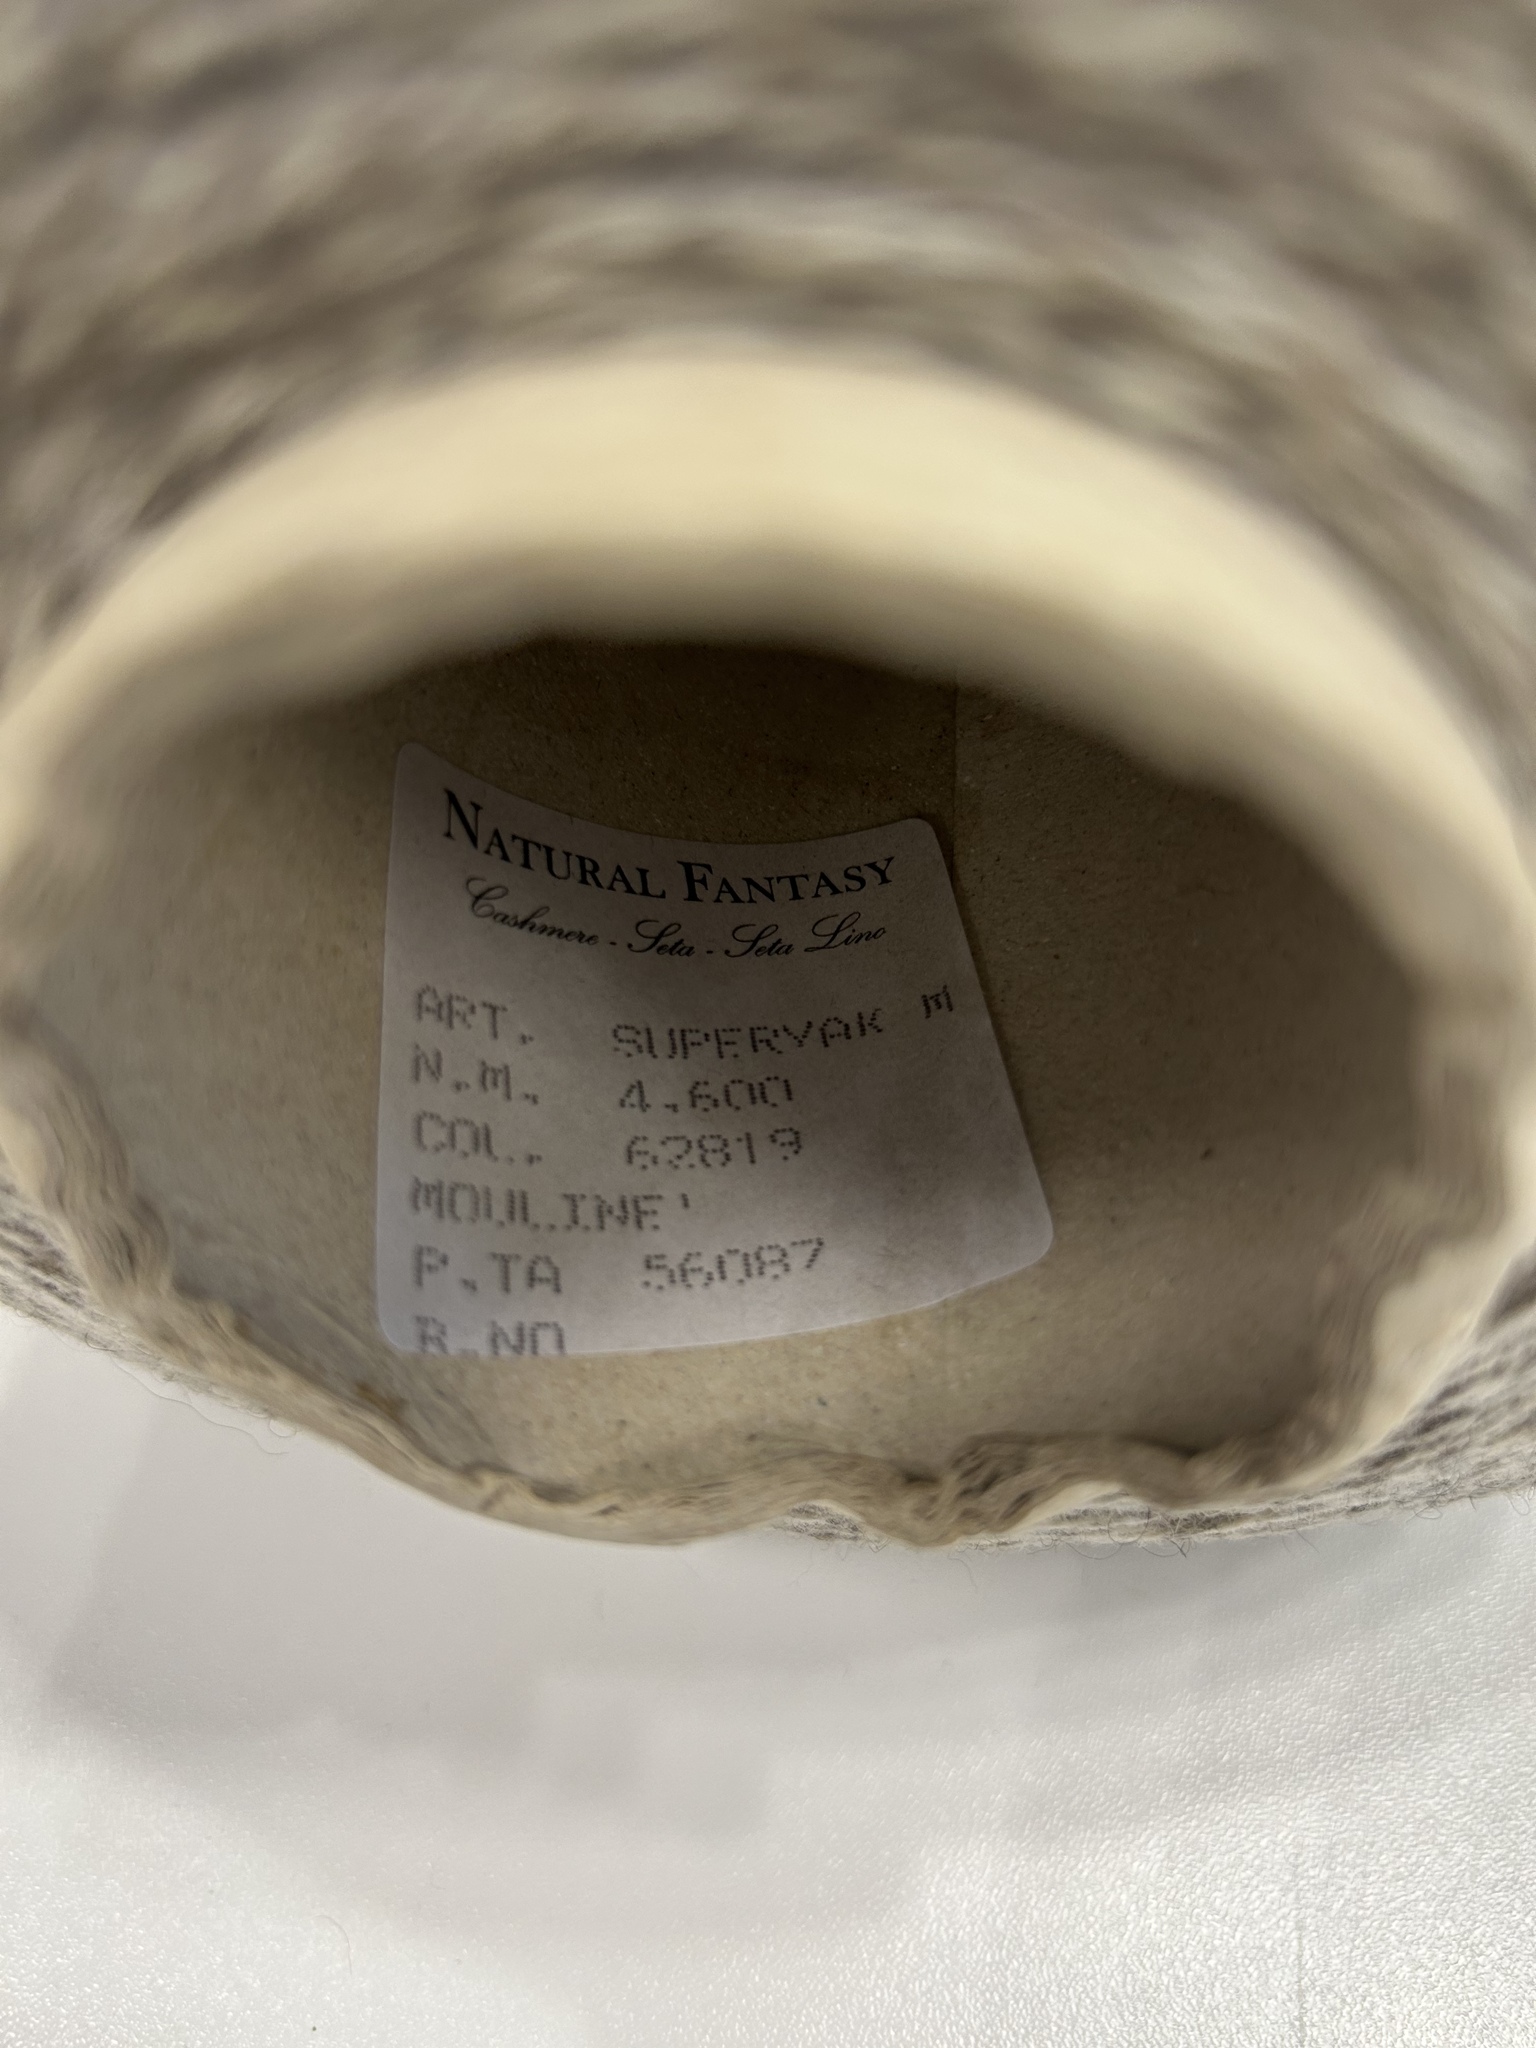 NATURAL FANTASY
Cashmere - Seta - Seta Lino
ART. SUPERYAK M
N.M. 4.600
COL. 62819
MOULINE'
P.TA 56087
R.NO